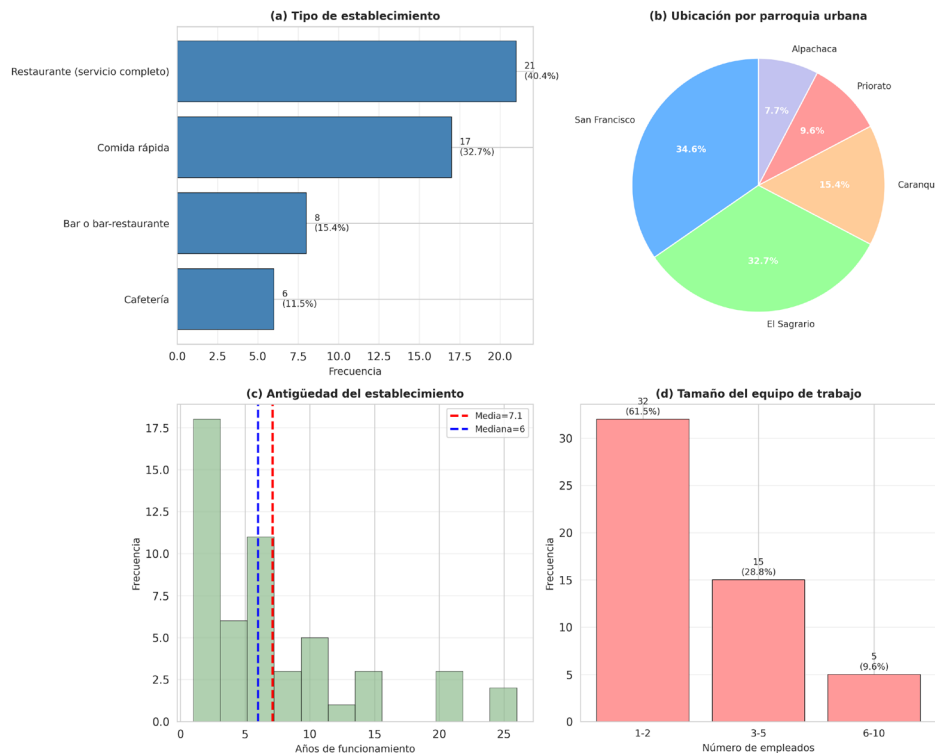 (a) Tipo de establecimiento
Restaurante (servicio completo)
21
(40.4%)
Comida rápida
17
(32.7%)
Bar o bar-restaurante
8
(15.4%)
Cafetería
6
(11.5%)
0.0 2.5 5.0 7.5 10.0 12.5 15.0 17.5 20.0
Frecuencia
(b) Ubicación por parroquia urbana
Alpachaca
7.7%
Priorato
9.6%
San Francisco
34.6%
Caranqui
15.4%
32.7%
El Sagrario
(c) Antigüedad del establecimiento
Media=7.1
Mediana=6
17.5
15.0
12.5
10.0
7.5
5.0
2.5
0.0
Frecuencia
0 5 10 15 20 25
Años de funcionamiento
(d) Tamaño del equipo de trabajo
32
(61.5%)
15
(28.8%)
5
(9.6%)
30
25
20
15
10
5
0
Frecuencia
1-2 3-5 6-10
Número de empleados